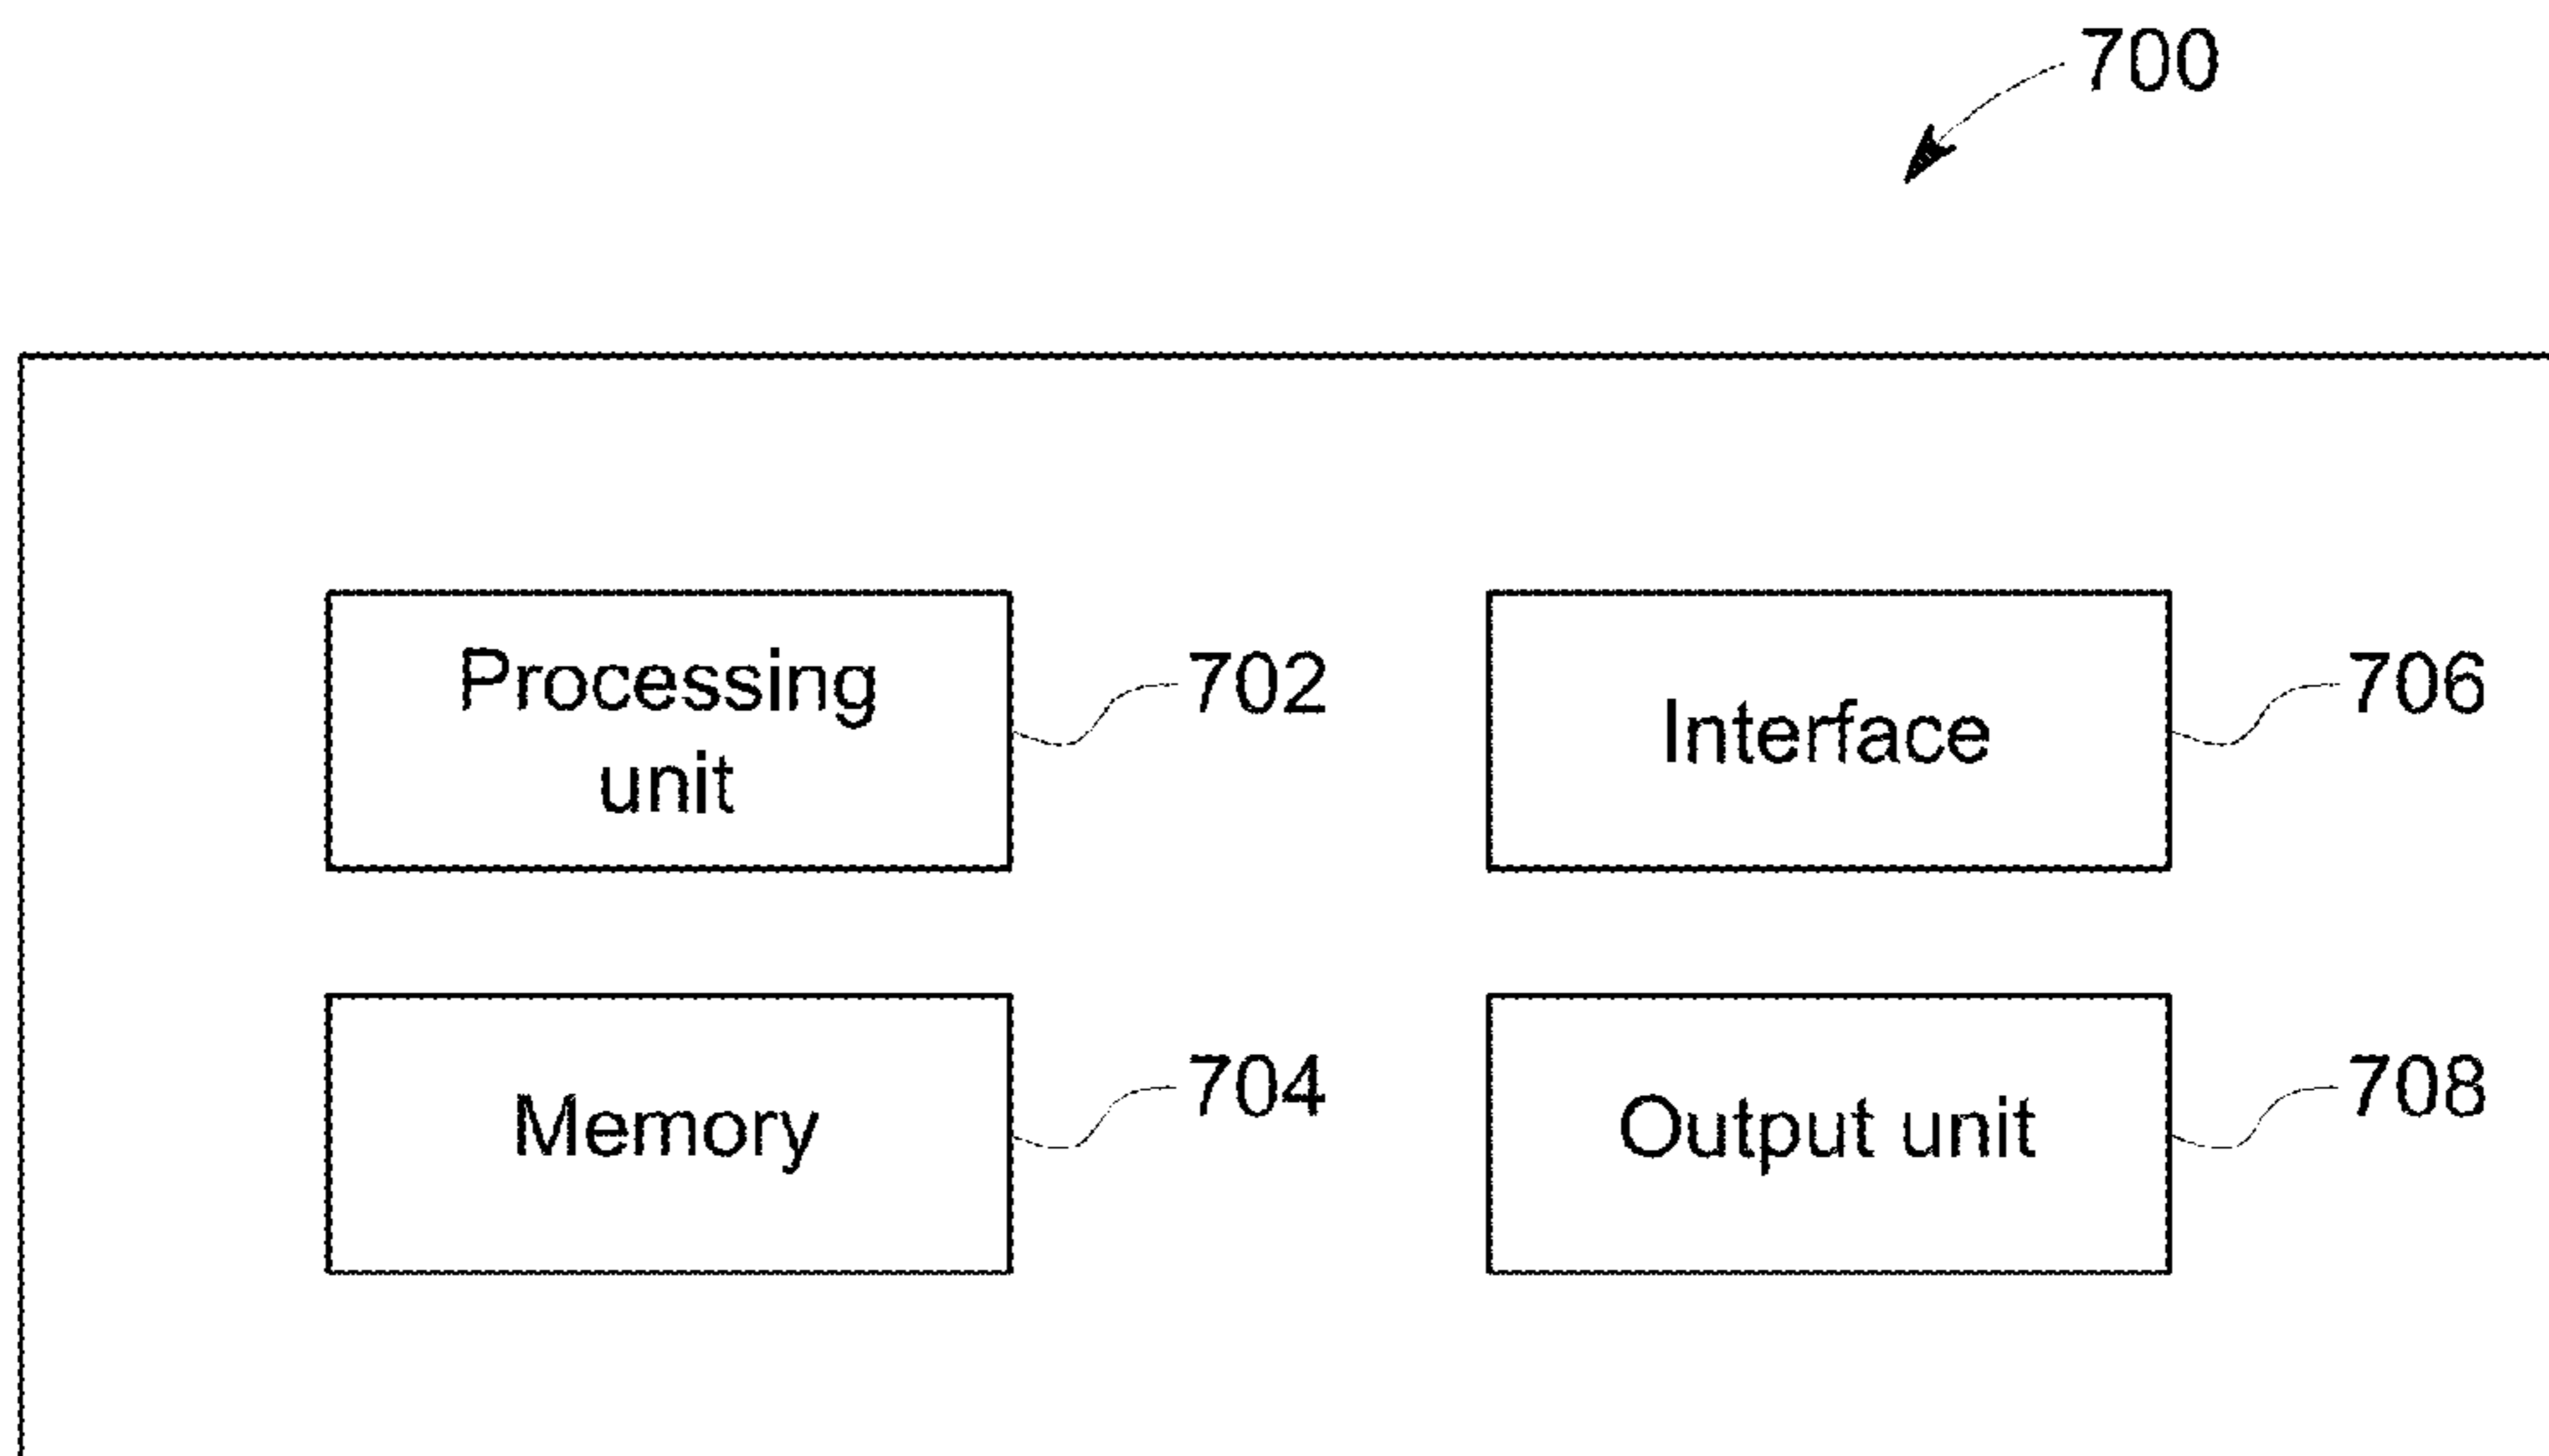 700
Processing
unit
702
Interface
706
Memory
704
Output unit
708